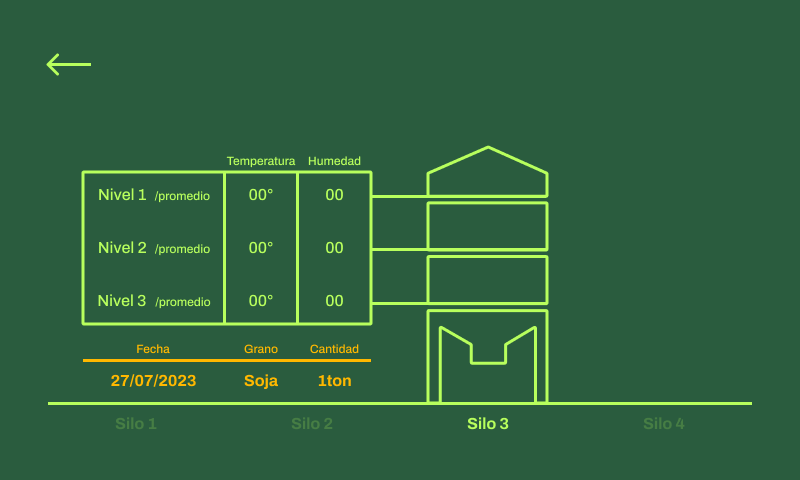 Temperatura Humedad
Nivel 1 /promedio 00° 00
Nivel 2 /promedio 00° 00
Nivel 3 /promedio 00° 00
Fecha Grano Cantidad
27/07/2023 Soja 1ton
Silo 1 Silo 2 Silo 3 Silo 4